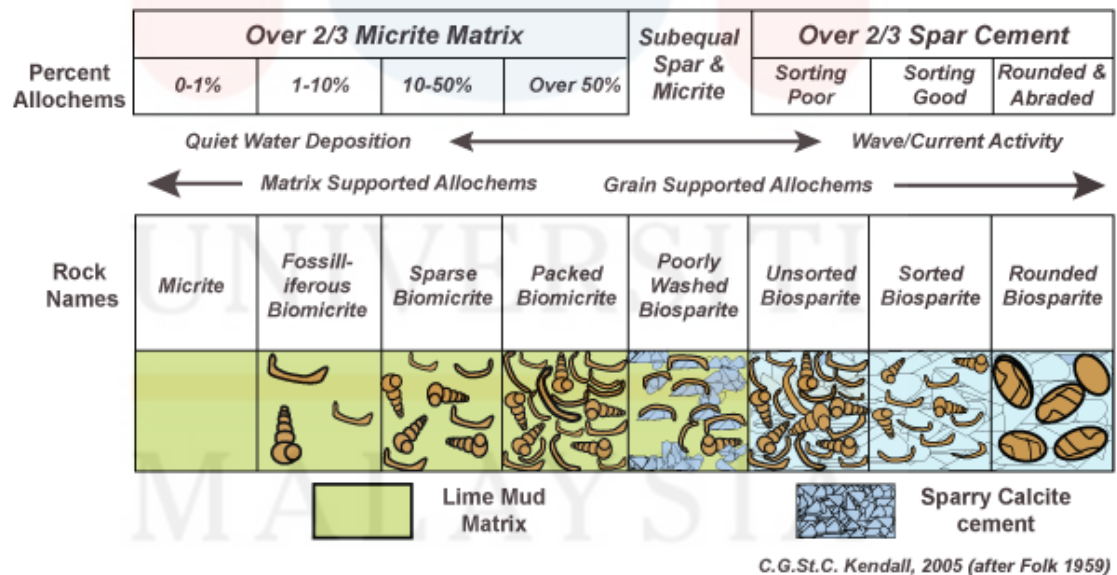 Over 2/3 Micrite Matrix
Subequal
Spar &
Micrite
Over 2/3 Spar Cement
Percent
Allochems
0-1%
1-10%
10-50%
Over 50%
Sorting
Poor
Sorting
Good
Rounded &
Abraded
Quiet Water Deposition
Wave/Current Activity
Matrix Supported Allochems
Grain Supported Allochems
UNIVERSITI
Rock
Names
Micrite
Fossill-
iferous
Biomicrite
Sparse
Biomicrite
Packed
Biomicrite
Poorly
Washed
Biosparite
Unsorted
Biosparite
Sorted
Biosparite
Rounded
Biosparite
MALAYSIA
Lime Mud
Matrix
Sparry Calcite
cement
C.G.St.C. Kendall, 2005 (after Folk 1959)